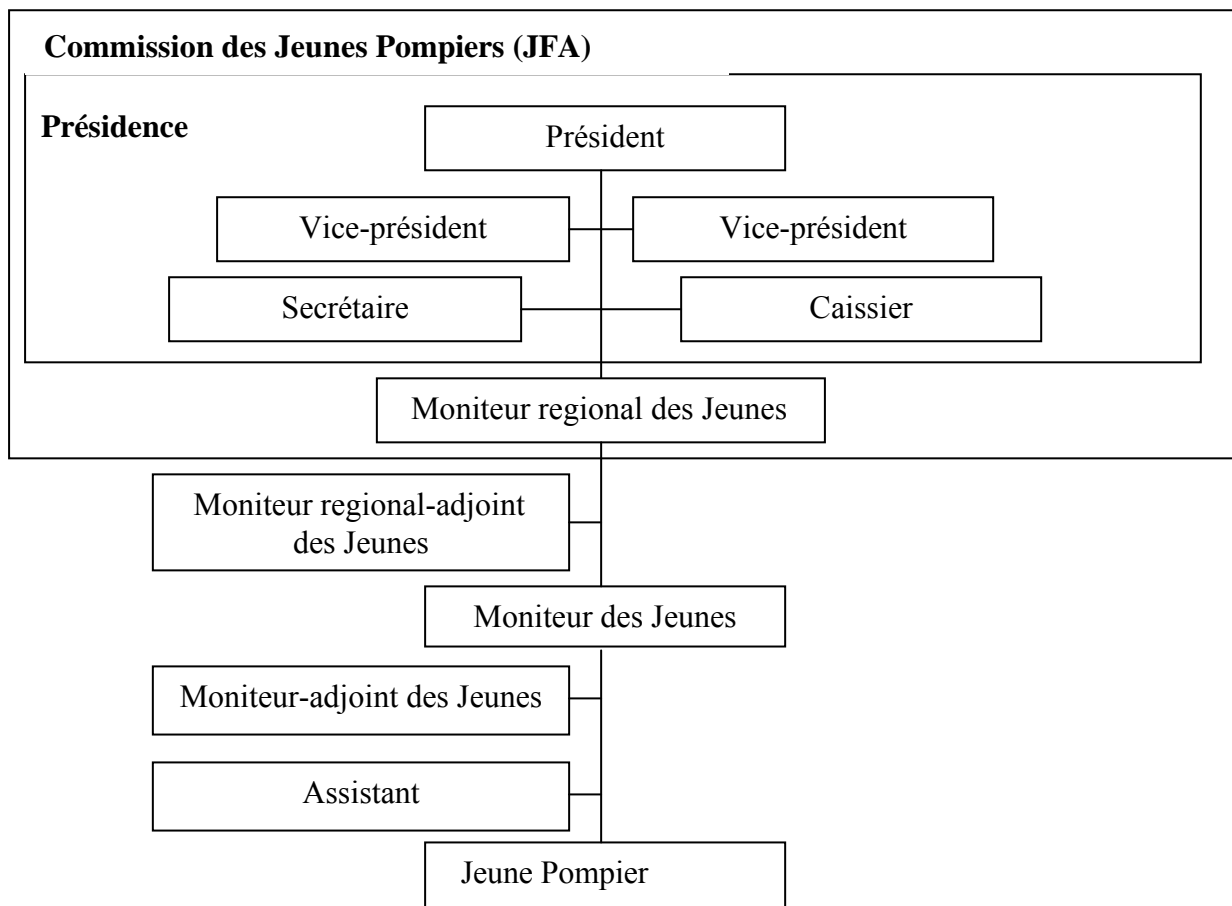 Commission des Jeunes Pompiers (JFA)
Présidence
Président
Vice-président
Vice-président
Secrétaire
Caissier
Moniteur regional des Jeunes
Moniteur regional-adjoint
des Jeunes
Moniteur des Jeunes
Moniteur-adjoint des Jeunes
Assistant
Jeune Pompier